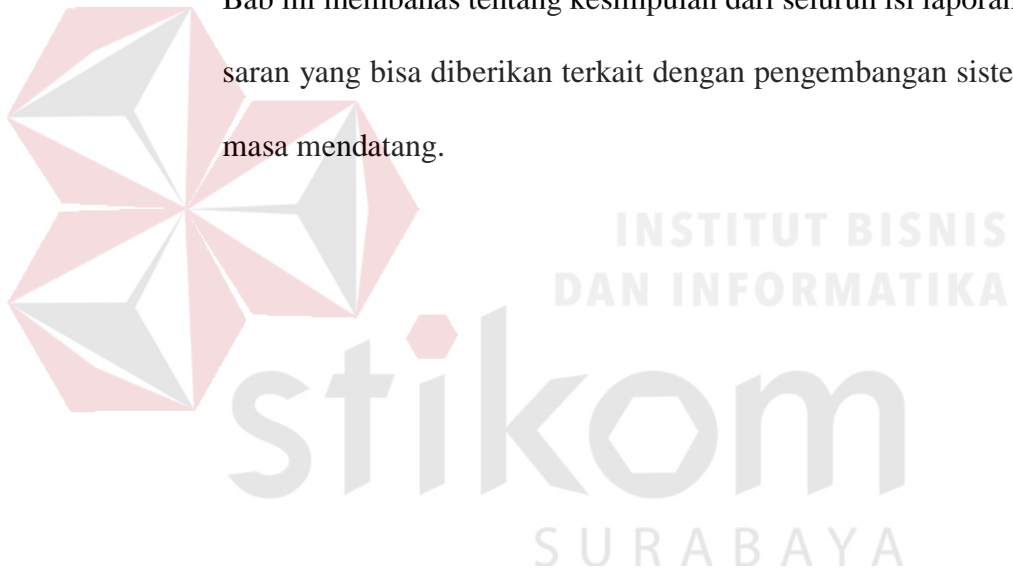 Bab ini membahas tentang kesimpulan dari seluruh isi laporan
saran yang bisa diberikan terkait dengan pengembangan siste
masa mendatang.
INSTITUT BISNIS
DAN INFORMATIKA
stikom
SURABAYA